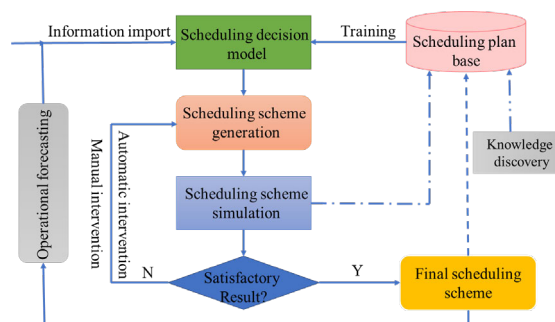 Information import
Scheduling decision
model
Training
Scheduling plan
base
Scheduling scheme
generation
Knowledge
discovery
Operational forecasting
Manual intervention
Automatic intervention
Scheduling scheme
simulation
N
Satisfactory
Result?
Y
Final scheduling
scheme